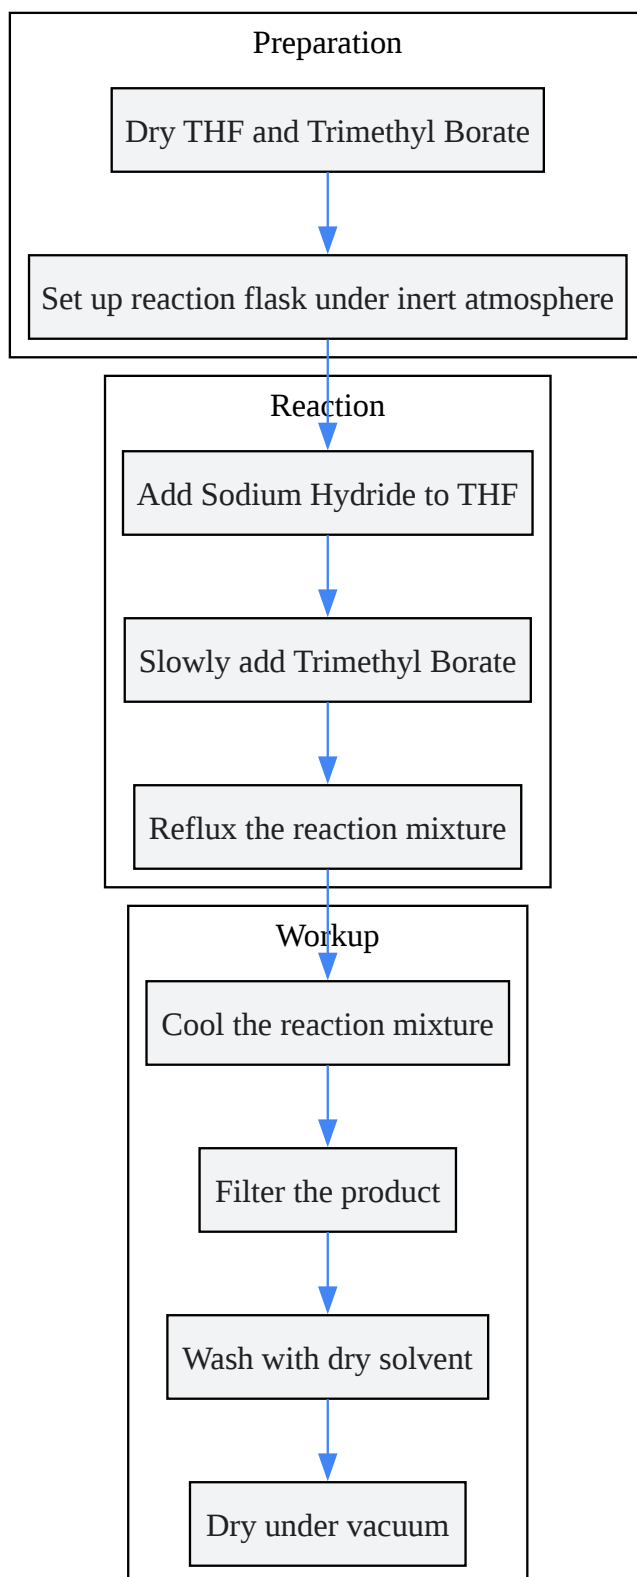 Preparation
Dry THF and Trimethyl Borate
Set up reaction flask under inert atmosphere
Reaction
Add Sodium Hydride to THF
Slowly add Trimethyl Borate
Reflux the reaction mixture
Workup
Cool the reaction mixture
Filter the product
Wash with dry solvent
Dry under vacuum